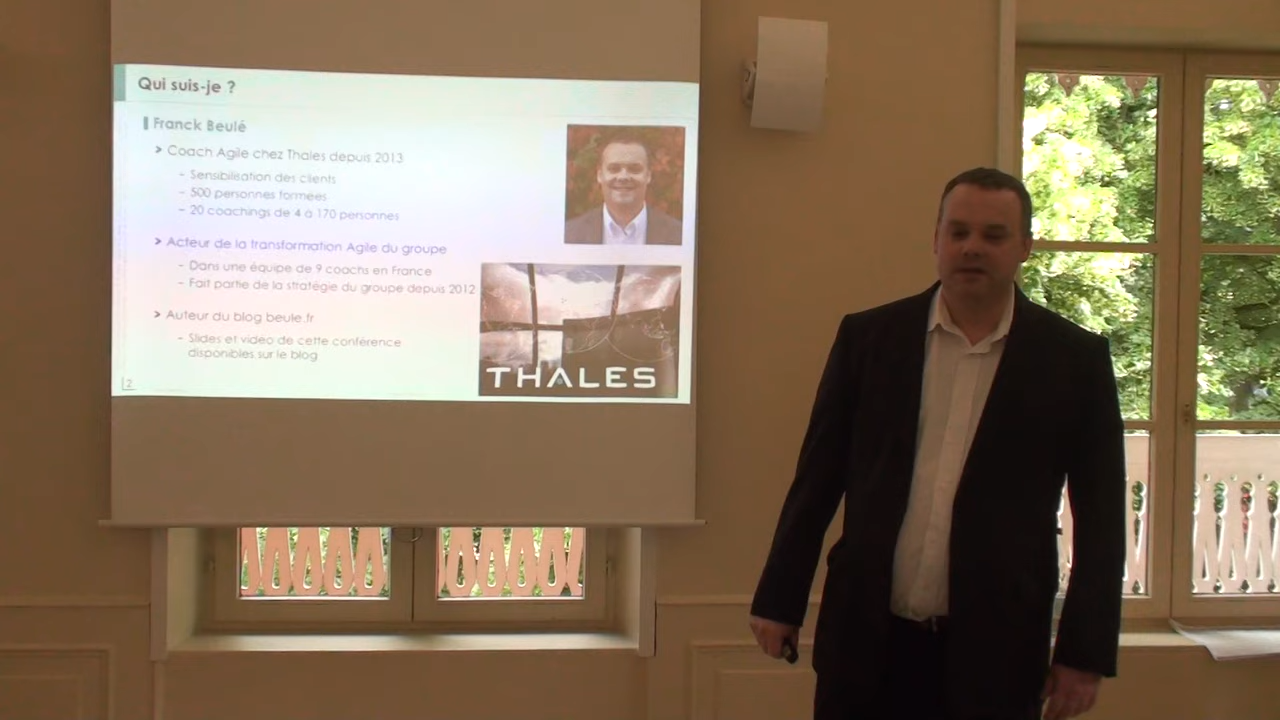 Qui suis-je ?
Franck Beulé
> Coach Agile chez Thales depuis 2013
- Sensibilisation des clients
- 500 personnes formées
- 20 coachings de 4 à 170 personnes
> Acteur de la transformation Agile du groupe
- Dans une équipe de 9 coachs en France
- Fait partie de la stratégie du groupe depuis 2012
> Auteur du blog beule.fr
- Slides et video de cette conférence
disponibles sur le blog
THALES
2